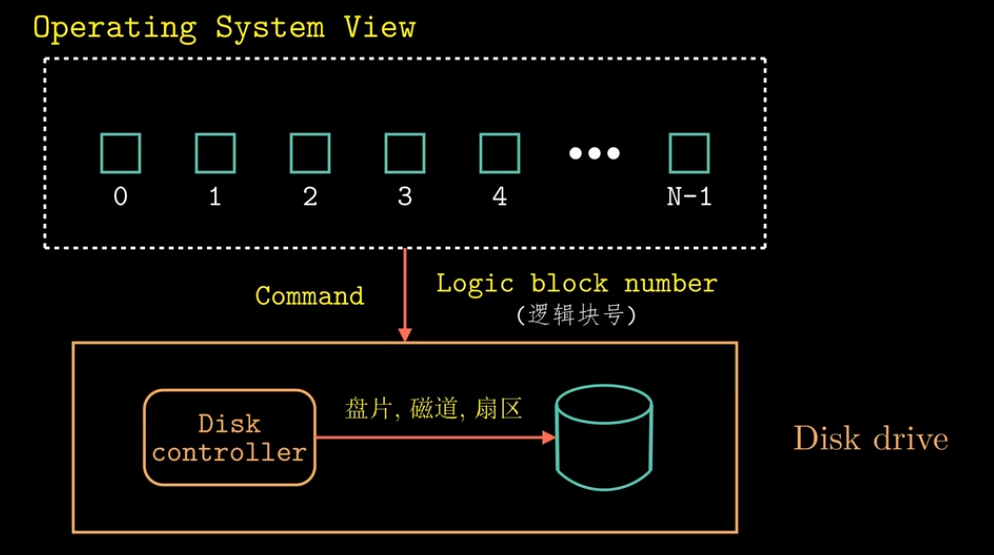 Operating System View
0 1 2 3 4 ••• N-1
Command
Logic block number
(逻辑块号)
Disk
controller
盘片, 磁道, 扇区
Disk drive